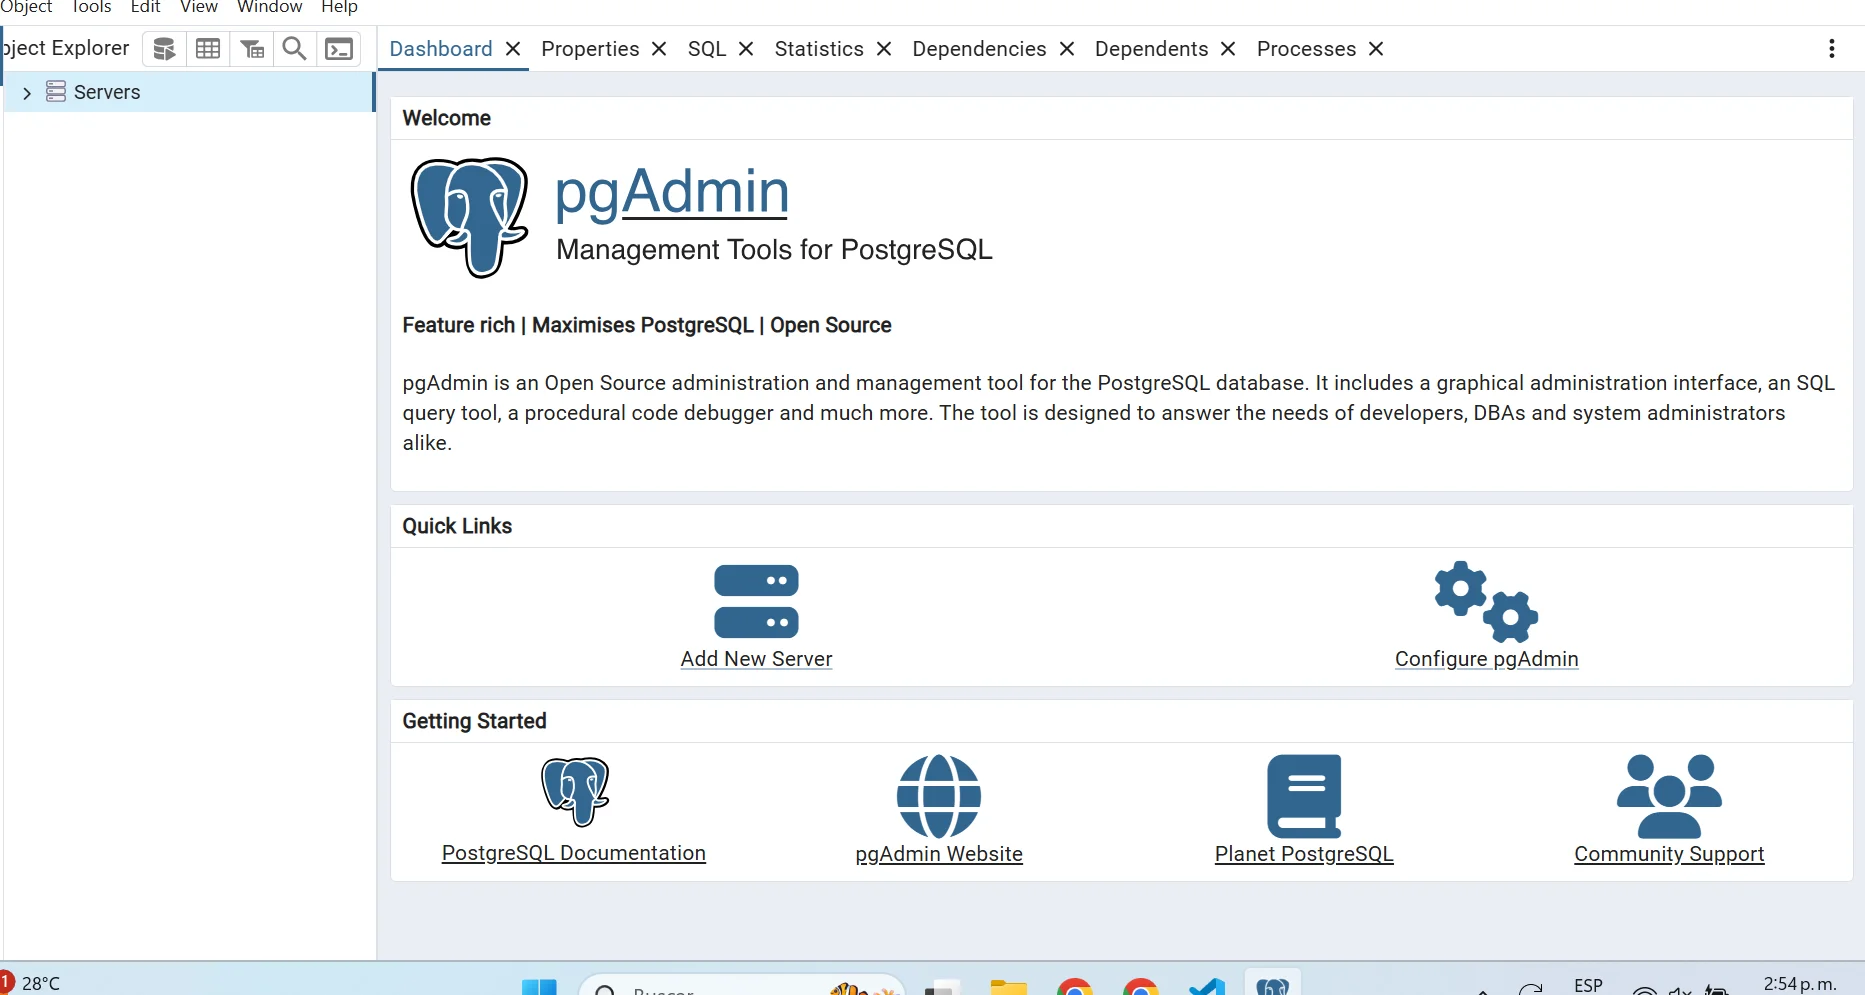 Object Tools Edit View Window Help
bject Explorer
Dashboard Properties SQL Statistics Dependencies Dependents Processes
Servers
Welcome
pgAdmin
Management Tools for PostgreSQL
Feature rich | Maximises PostgreSQL | Open Source
pgAdmin is an Open Source administration and management tool for the PostgreSQL database. It includes a graphical administration interface, an SQL
query tool, a procedural code debugger and much more. The tool is designed to answer the needs of developers, DBAs and system administrators
alike.
Quick Links
Add New Server
Configure pgAdmin
Getting Started
PostgreSQL Documentation
pgAdmin Website
Planet PostgreSQL
Community Support
1 28°C
Buscar
ESP
2:54 p. m.